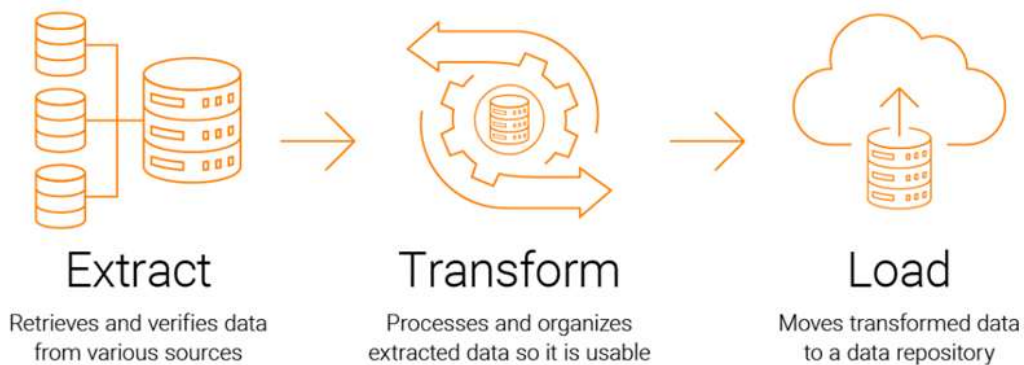 Extract
Retrieves and verifies data
from various sources
Transform
Processes and organizes
extracted data so it is usable
Load
Moves transformed data
to a data repository